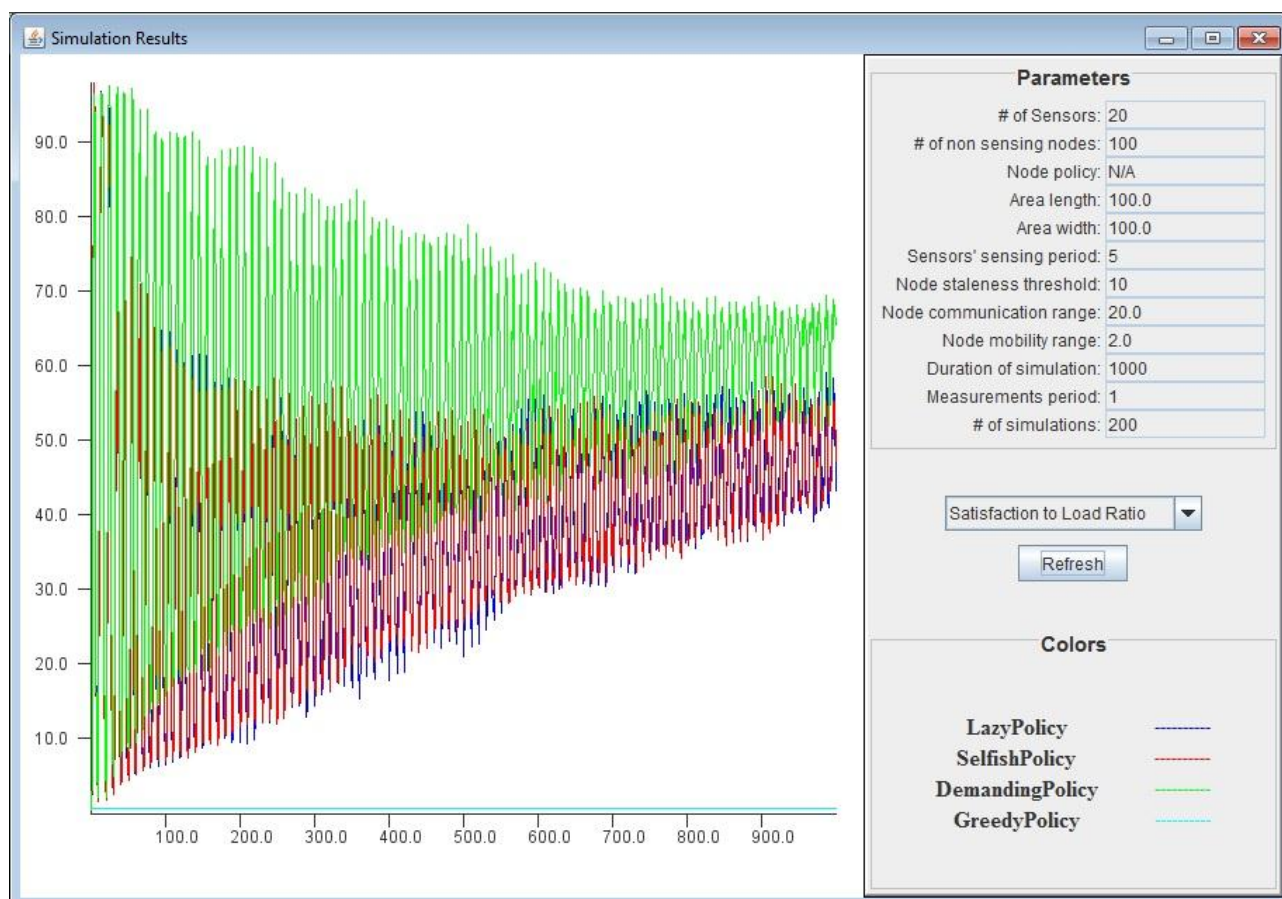 Simulation Results
90.0
80.0
70.0
60.0
50.0
40.0
30.0
20.0
10.0
100.0 200.0 300.0 400.0 500.0 600.0 700.0 800.0 900.0
Parameters
# of Sensors: 20
# of non sensing nodes: 100
Node policy: N/A
Area length: 100.0
Area width: 100.0
Sensors' sensing period: 5
Node staleness threshold: 10
Node communication range: 20.0
Node mobility range: 2.0
Duration of simulation: 1000
Measurements period: 1
# of simulations: 200
Satisfaction to Load Ratio
Refresh
Colors
LazyPolicy
SelfishPolicy
DemandingPolicy
GreedyPolicy